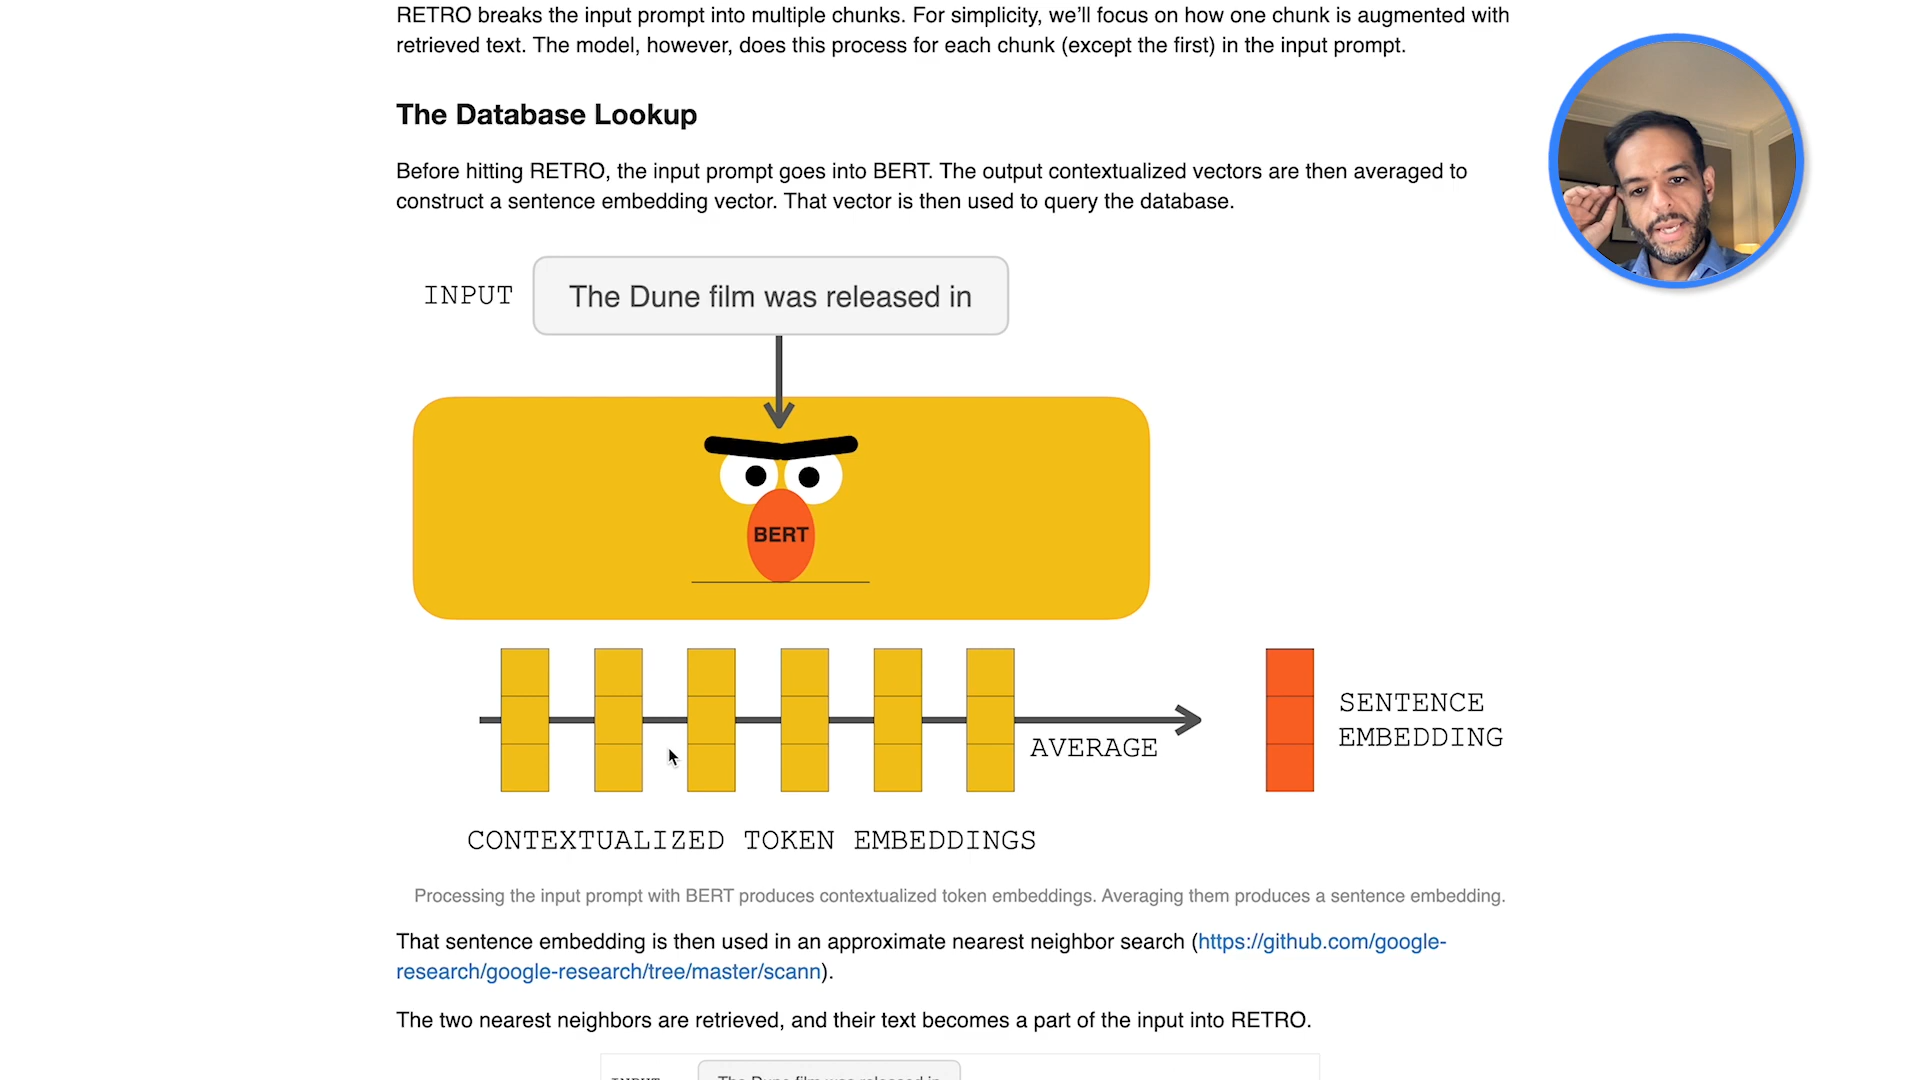 RETRO breaks the input prompt into multiple chunks. For simplicity, we'll focus on how one chunk is augmented with
retrieved text. The model, however, does this process for each chunk (except the first) in the input prompt.
The Database Lookup
Before hitting RETRO, the input prompt goes into BERT. The output contextualized vectors are then averaged to
construct a sentence embedding vector. That vector is then used to query the database.
INPUT The Dune film was released in
BERT
SENTENCE
EMBEDDING
AVERAGE
CONTEXTUALIZED TOKEN EMBEDDINGS
Processing the input prompt with BERT produces contextualized token embeddings. Averaging them produces a sentence embedding.
That sentence embedding is then used in an approximate nearest neighbor search (https://github.com/google-
research/google-research/tree/master/scann).
The two nearest neighbors are retrieved, and their text becomes a part of the input into RETRO.
INPUT The Dune film was released in